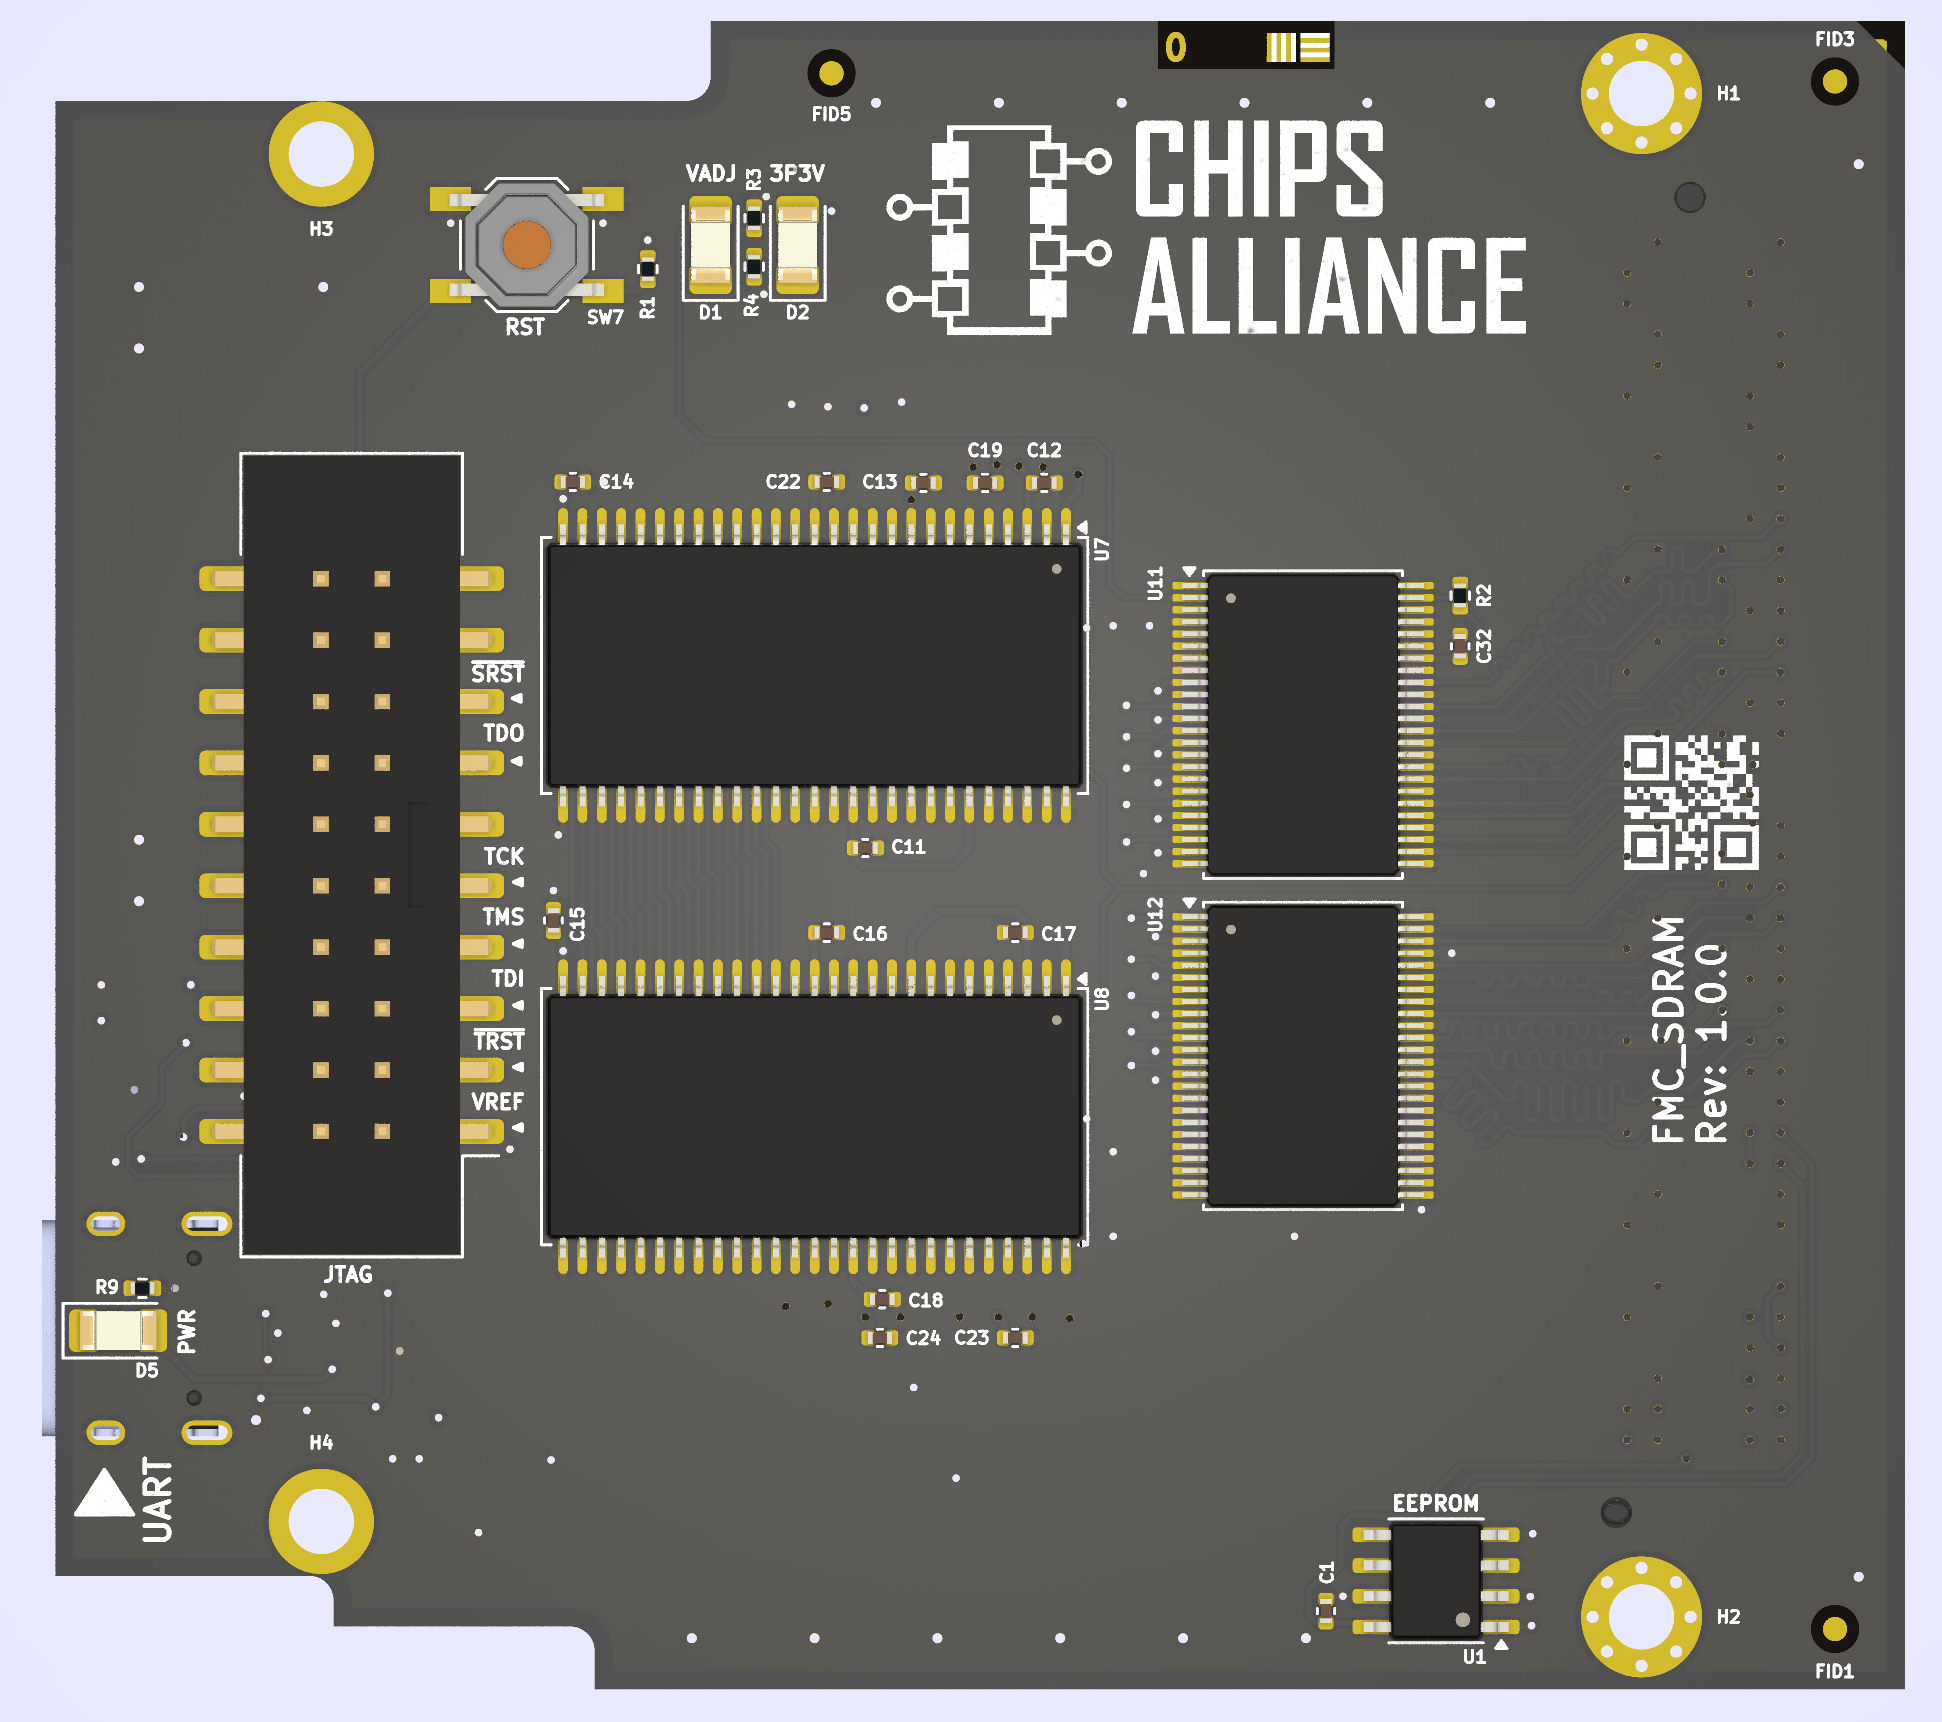 FID3
0
FID5
H1
CHIPS
ALLIANCE
VADJ
R3
3P3V
H3
RST
SW7
R1
D1
R4
D2
C14
C22
C13
C19
C12
U7
U11
R2
C32
SRST
TDO
TCK
TMS
TDI
TRST
VREF
JTAG
C11
C15
C16
C17
U8
U12
FMC_SDRAM
Rev: 1.0.0
R9
PWR
D5
C18
C24
C23
H4
UART
EEPROM
C1
U1
H2
FID1